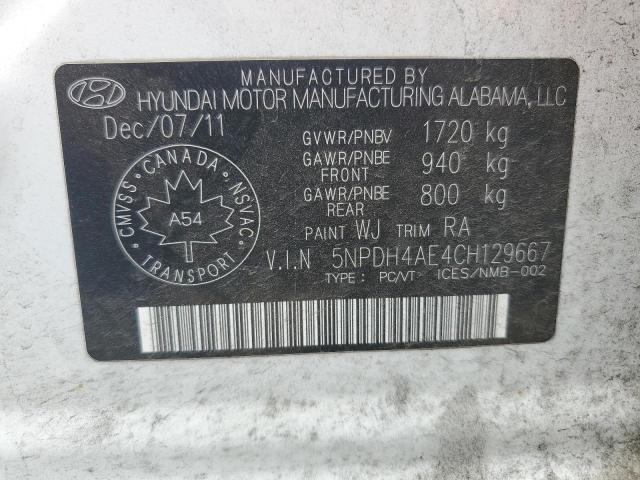 MANUFACTURED BY
HYUNDAI MOTOR MANUFACTURING ALABAMA, LLC
Dec/07/11
GVWR/PNBV 1720 kg
GAWR/PNBE FRONT 940 kg
GAWR/PNBE REAR 800 kg
PAINT WJ TRIM RA
V.I.N 5NPDH4AE4CH129667
TYPE: PC/VT ICES/NMB-002
CANADA
CMVSS
NSVAC
A54
TRANSPORT